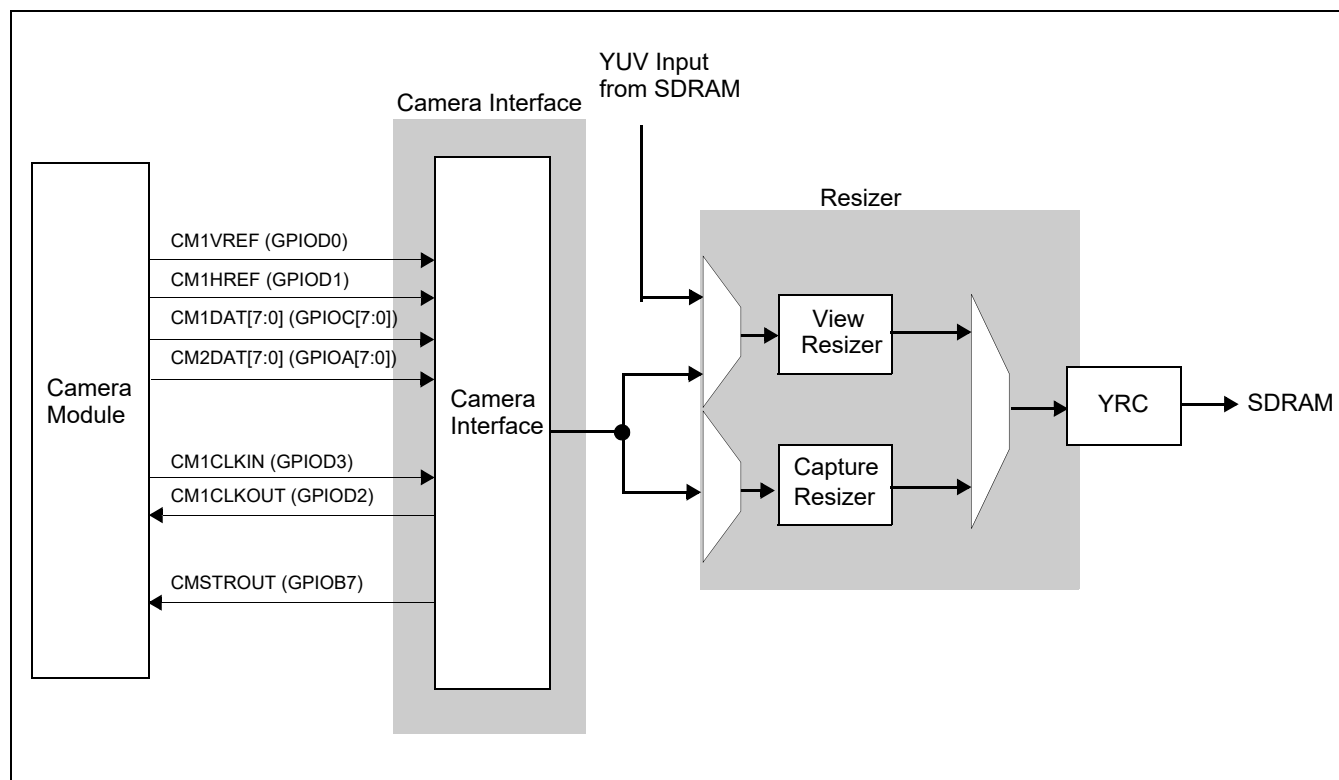 YUV Input
from SDRAM
Camera Interface
Resizer
CM1VREF (GPIOD0)
CM1HREF (GPIOD1)
CM1DAT[7:0] (GPIOC[7:0])
CM2DAT[7:0] (GPIOA[7:0])
Camera
Module
CM1CLKIN (GPIOD3)
CM1CLKOUT (GPIOD2)
CMSTROUT (GPIOB7)
Camera
Interface
View
Resizer
Capture
Resizer
YRC
SDRAM